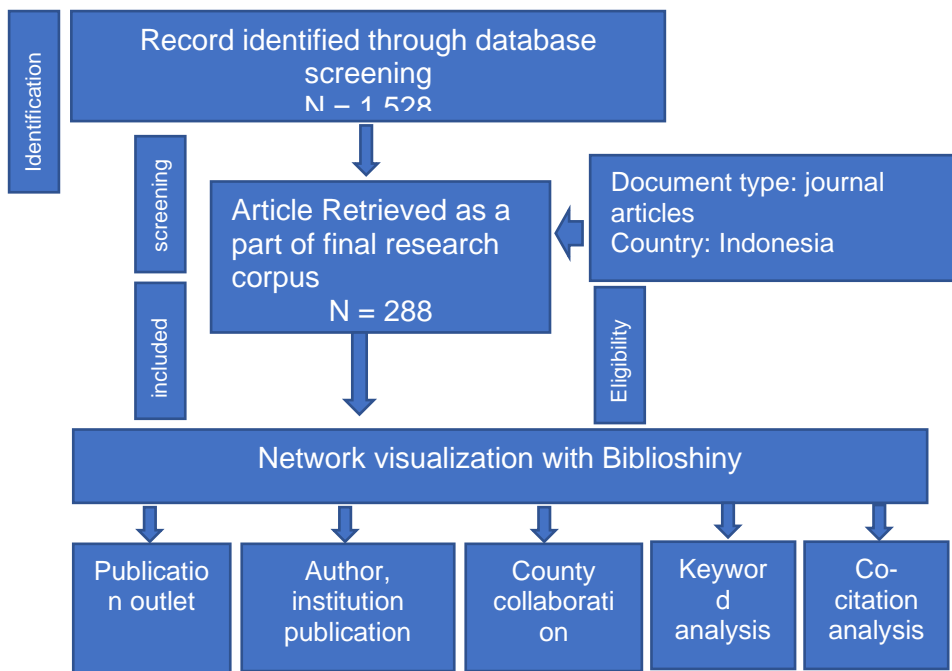 Identification
Record identified through database
screening
N = 1.528
screening
Article Retrieved as a
part of final research
corpus
N = 288
Document type: journal
articles
Country: Indonesia
included
Eligibility
Network visualization with Biblioshiny
Publicatio
n outlet
Author,
institution
publication
County
collaborati
on
Keywor
d
analysis
Co-
citation
analysis